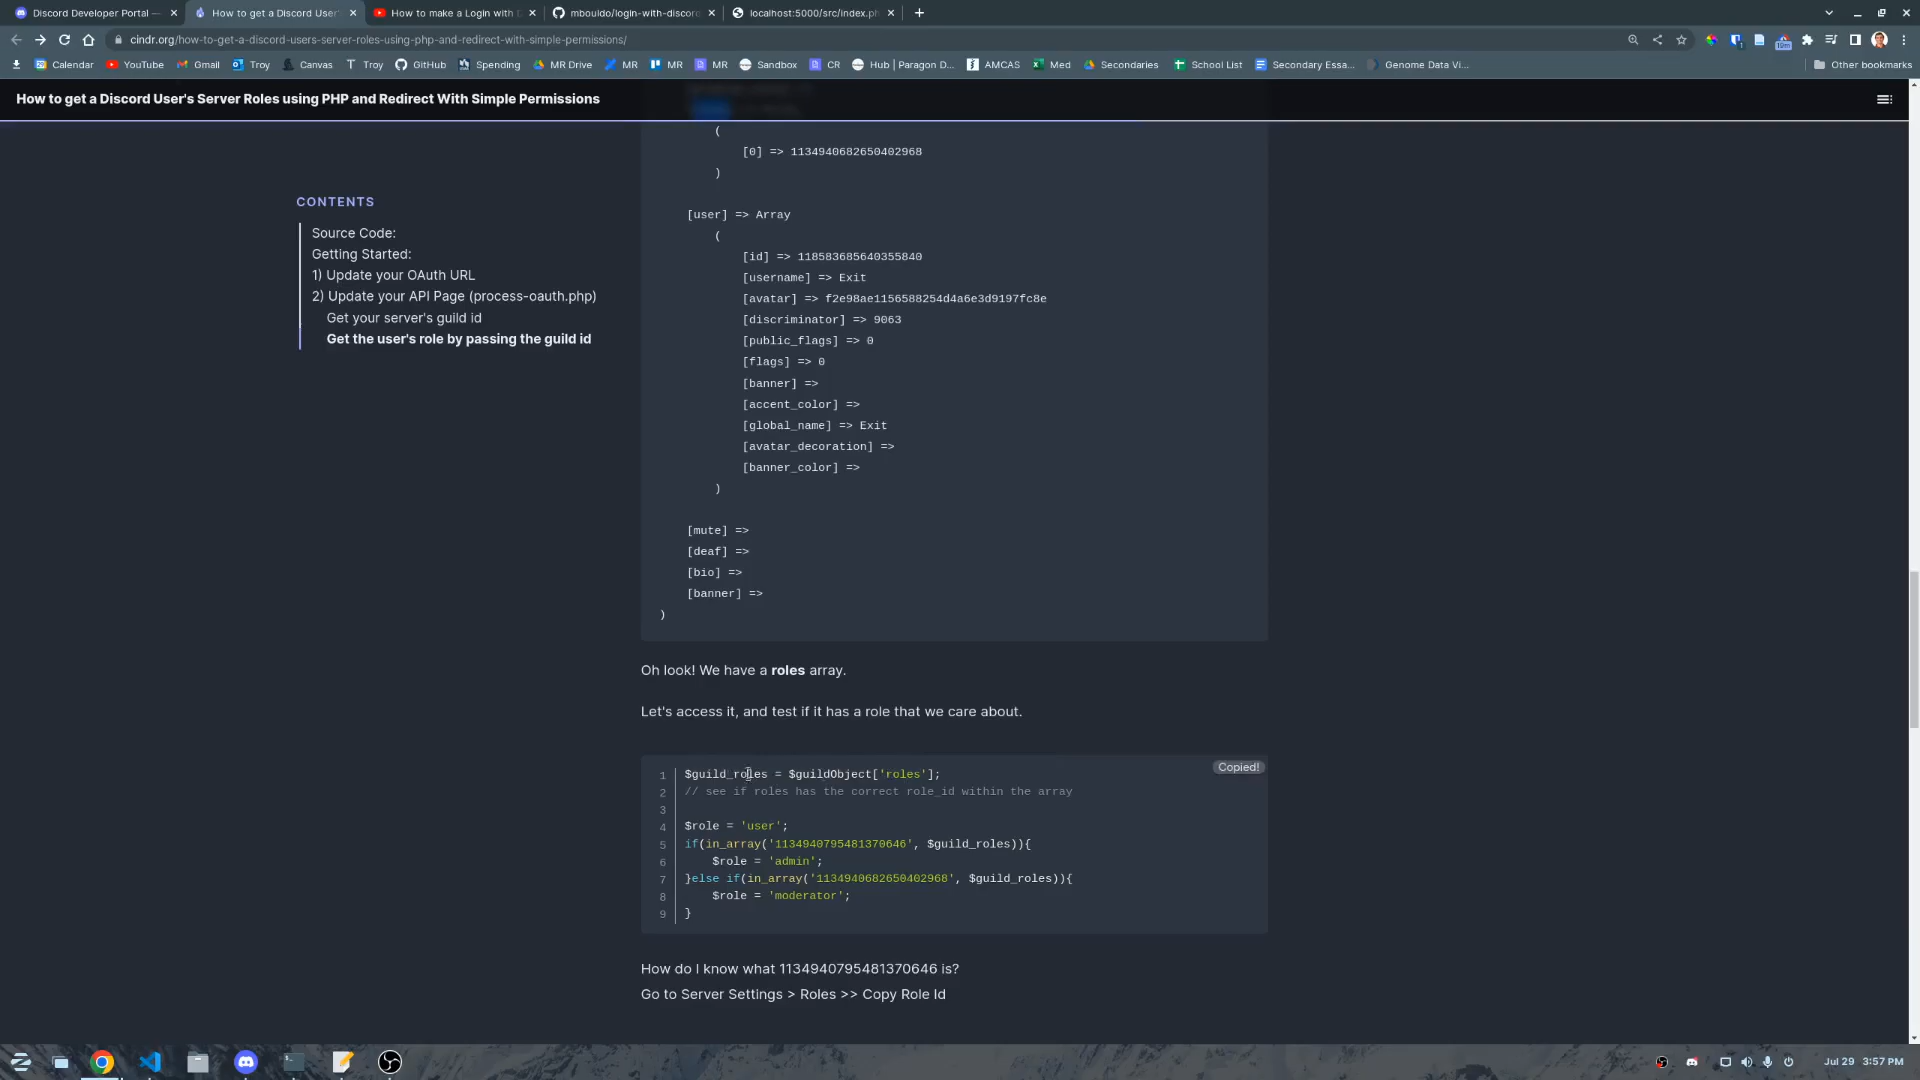 Discord Developer Portal —
How to get a Discord User'
How to make a Login with D
mbouldo/login-with-discor
localhost:5000/src/index.ph
cindr.org/how-to-get-a-discord-users-server-roles-using-php-and-redirect-with-simple-permissions/
Calendar
YouTube
Gmail
Troy
Canvas
Troy
GitHub
Spending
MR Drive
MR
MR
MR
Sandbox
CR
Hub | Paragon D...
AMCAS
Med
Secondaries
School List
Secondary Essa...
Genome Data Vi...
Other bookmarks
How to get a Discord User's Server Roles using PHP and Redirect With Simple Permissions
CONTENTS
Source Code:
Getting Started:
1) Update your OAuth URL
2) Update your API Page (process-oauth.php)
Get your server's guild id
Get the user's role by passing the guild id
(
[0] => 1134940682650402968
)
[user] => Array
(
[id] => 118583685640355840
[username] => Exit
[avatar] => f2e98ae1156588254d4a6e3d9197fc8e
[discriminator] => 9063
[public_flags] => 0
[flags] => 0
[banner] =>
[accent_color] =>
[global_name] => Exit
[avatar_decoration] =>
[banner_color] =>
)
[mute] =>
[deaf] =>
[bio] =>
[banner] =>
)
Oh look! We have a roles array.
Let's access it, and test if it has a role that we care about.
Copied!
1 $guild_roles = $guildObject['roles'];
2 // see if roles has the correct role_id within the array
3
4 $role = 'user';
5 if(in_array('1134940795481370646', $guild_roles)){
6 $role = 'admin';
7 }else if(in_array('1134940682650402968', $guild_roles)){
8 $role = 'moderator';
9 }
How do I know what 1134940795481370646 is?
Go to Server Settings > Roles >> Copy Role Id
Jul 29 3:57 PM